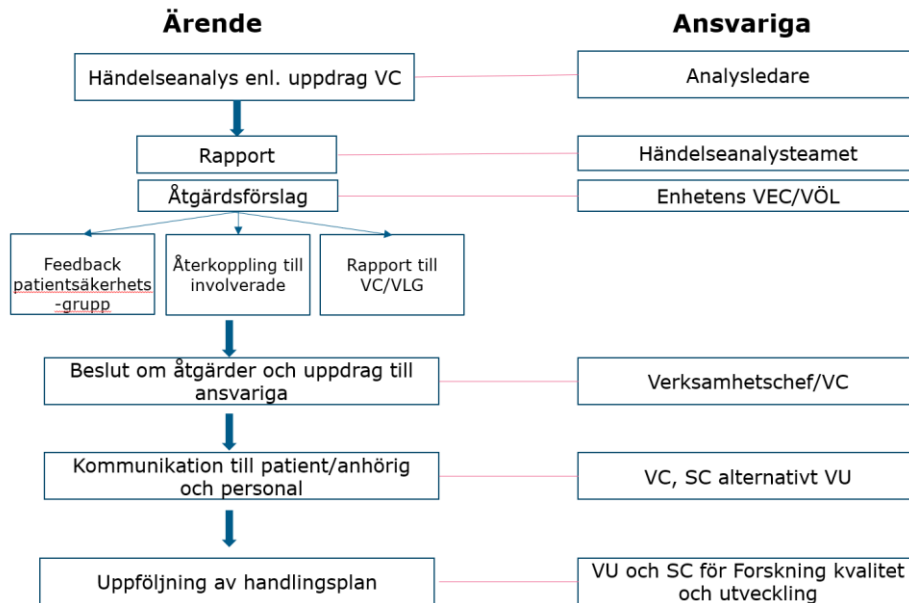 Ärende
Ansvariga
Händelseanalys enl. uppdrag VC
Analysledare
Rapport
Händelseanalysteamet
Åtgärdsförslag
Enhetens VEC/VÖL
Feedback
patientsäkerhets
-grupp
Återkoppling till
involverade
Rapport till
VC/VLG
Beslut om åtgärder och uppdrag till
ansvariga
Verksamhetschef/VC
Kommunikation till patient/anhörig
och personal
VC, SC alternativt VU
Uppföljning av handlingsplan
VU och SC för Forskning kvalitet
och utveckling